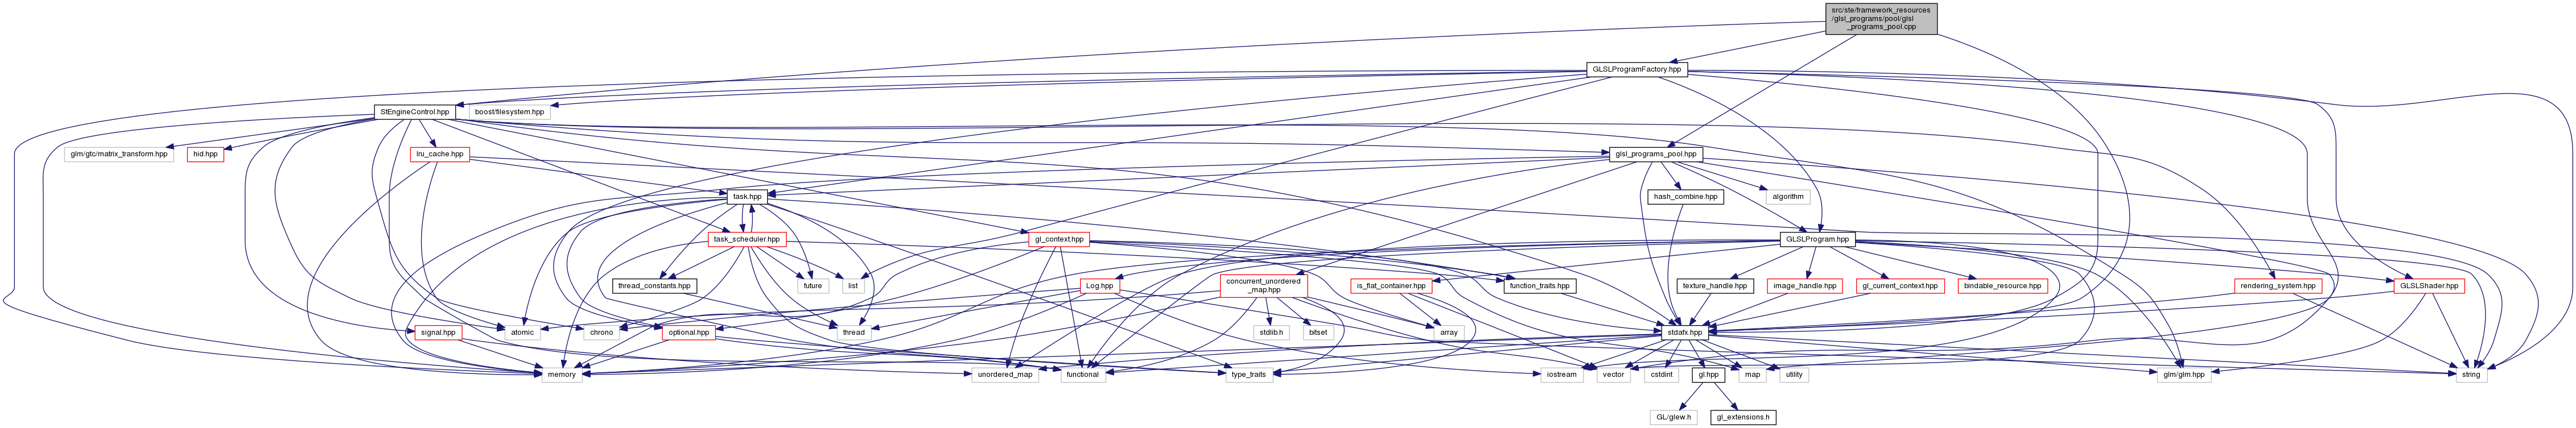 src/ste/framework_resources
/glsl_programs/pool/glsl
_programs_pool.cpp
GLSLProgramFactory.hpp
StEngineControl.hpp
boost/filesystem.hpp
glm/gtc/matrix_transform.hpp
hid.hpp
lru_cache.hpp
glsl_programs_pool.hpp
task.hpp
hash_combine.hpp
algorithm
task_scheduler.hpp
gl_context.hpp
GLSLProgram.hpp
thread_constants.hpp
future
list
Log.hpp
concurrent_unordered
_map.hpp
is_flat_container.hpp
function_traits.hpp
texture_handle.hpp
image_handle.hpp
gl_current_context.hpp
bindable_resource.hpp
rendering_system.hpp
GLSLShader.hpp
signal.hpp
atomic
chrono
optional.hpp
thread
stdlib.h
bitset
array
stdafx.hpp
memory
unordered_map
functional
type_traits
iostream
vector
cstdint
gl.hpp
map
utility
glm/glm.hpp
string
GL/glew.h
gl_extensions.h